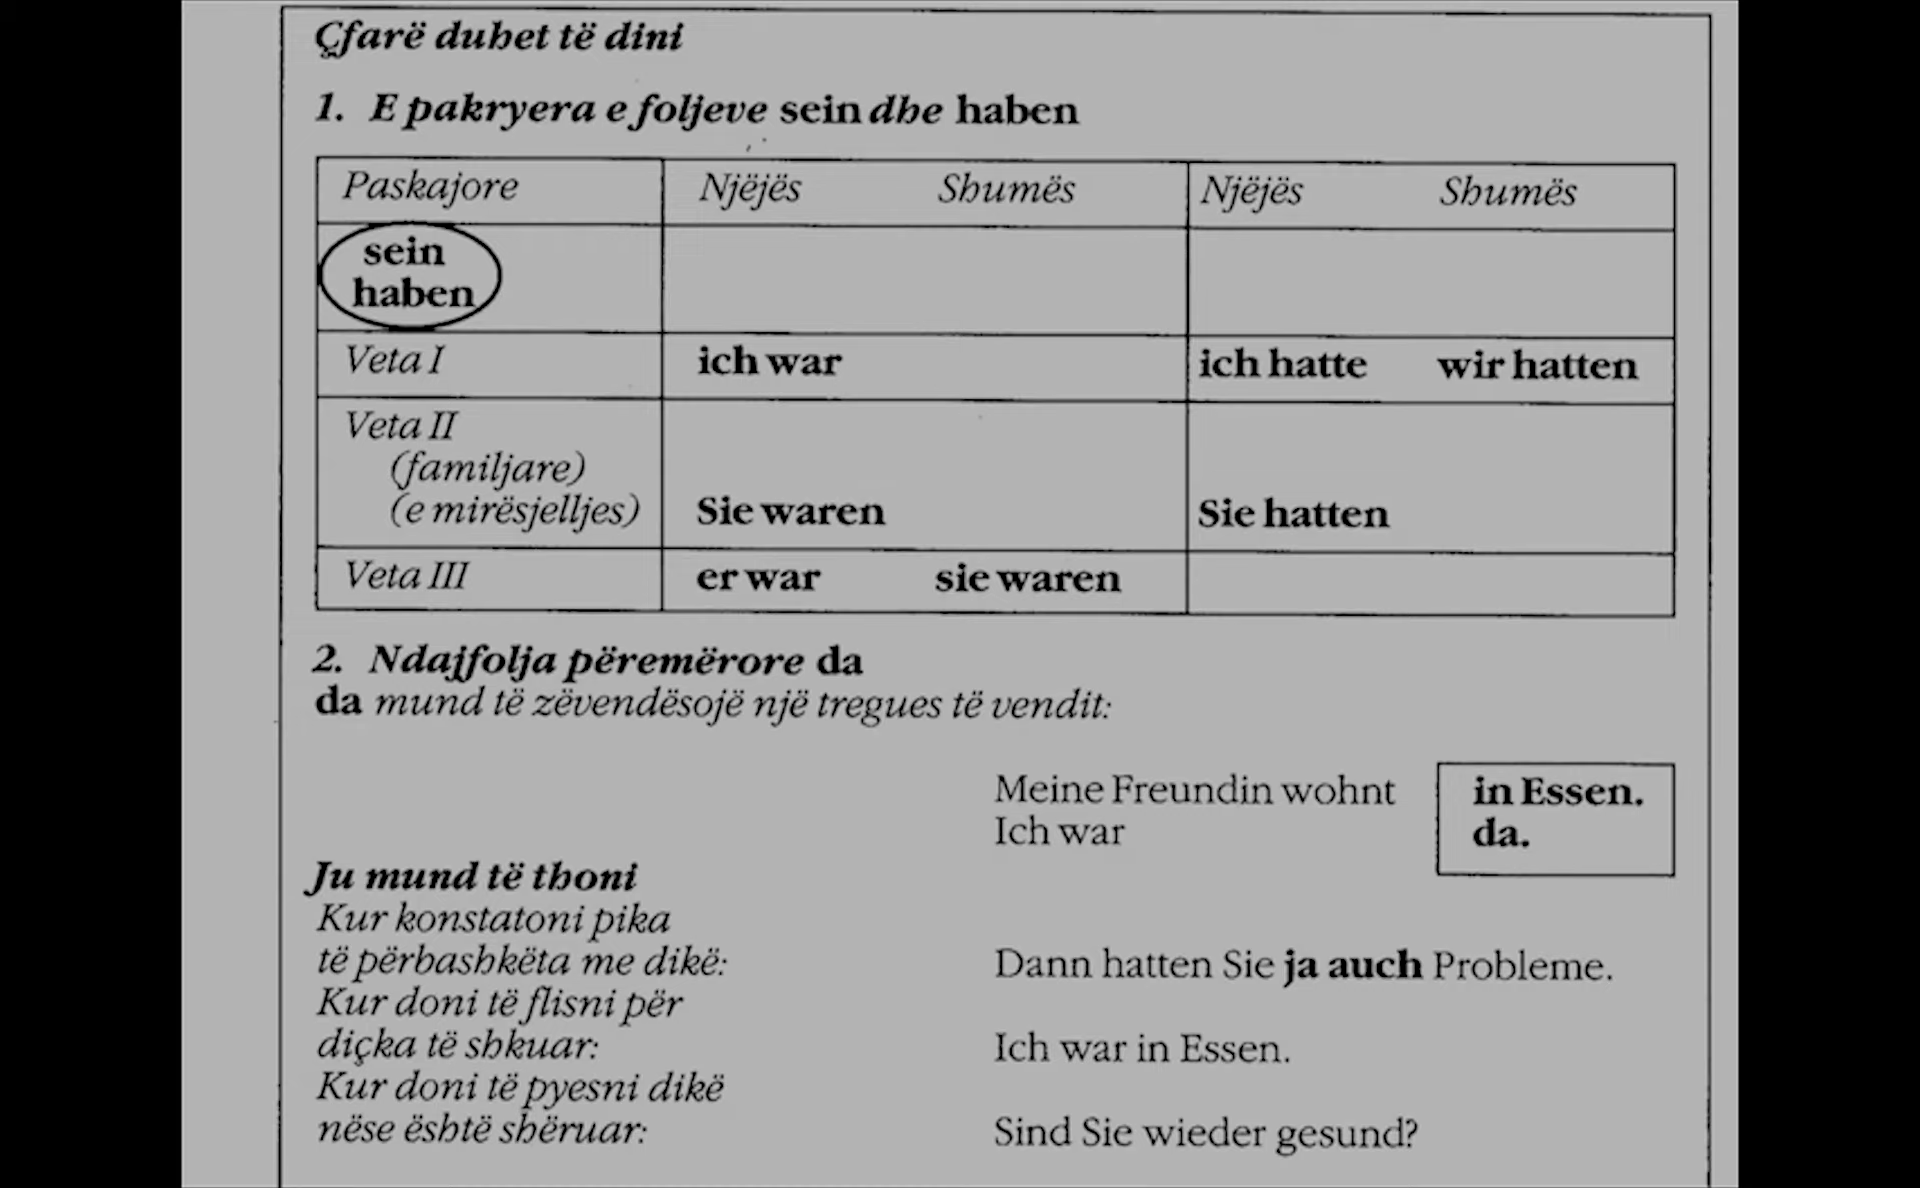 Çfarë duhet të dini
1. E pakryera e foljeve sein dhe haben
Paskajore Njëjës Shumës Njëjës Shumës
sein
haben
Veta I ich war ich hatte wir hatten
Veta II
(familjare)
(e mirësjelljes) Sie waren Sie hatten
Veta III er war sie waren
2. Ndajfolja përemërore da
da mund të zëvendësojë një tregues të vendit:
Meine Freundin wohnt in Essen.
Ich war da.
Ju mund të thoni
Kur konstatoni pika
të përbashkëta me dikë: Dann hatten Sie ja auch Probleme.
Kur doni të flisni për
diçka të shkuar: Ich war in Essen.
Kur doni të pyesni dikë
nëse është shëruar: Sind Sie wieder gesund?